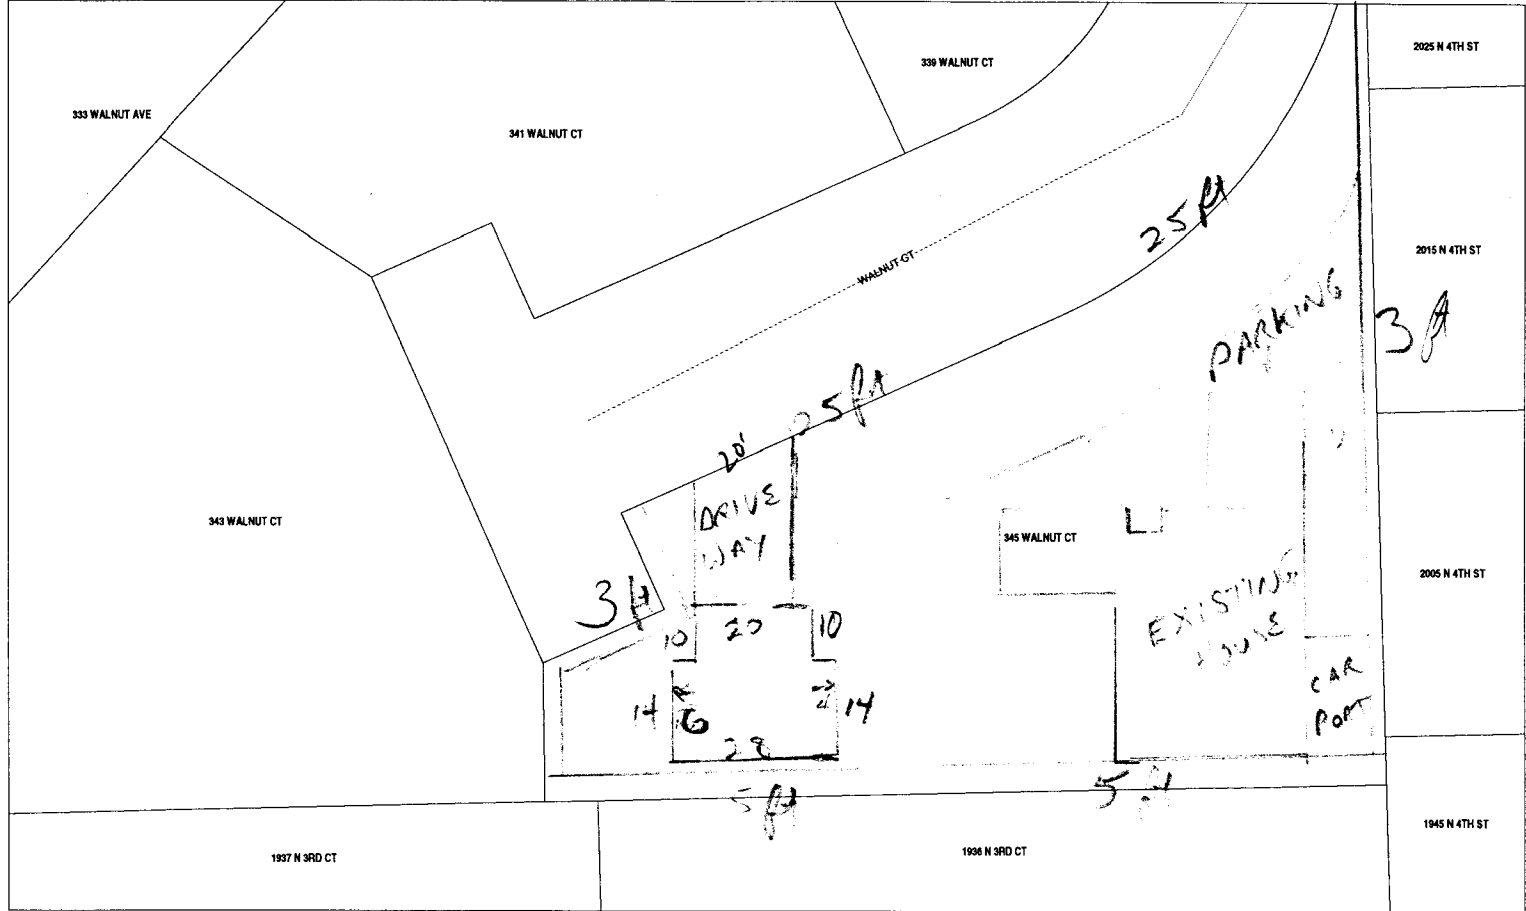 2025 N 4TH ST
339 WALNUT CT
333 WALNUT AVE
341 WALNUT CT
25 ft
2015 N 4TH ST
WALNUT CT
PARKING
3 ft
25 ft
20'
DRIVE
WAY
343 WALNUT CT
345 WALNUT CT
2005 N 4TH ST
3 ft
10
20
10
EXISTING
HOUSE
CAR
PORT
14
6
4
14
28
5 ft
5 ft
1945 N 4TH ST
1937 N 3RD CT
1936 N 3RD CT